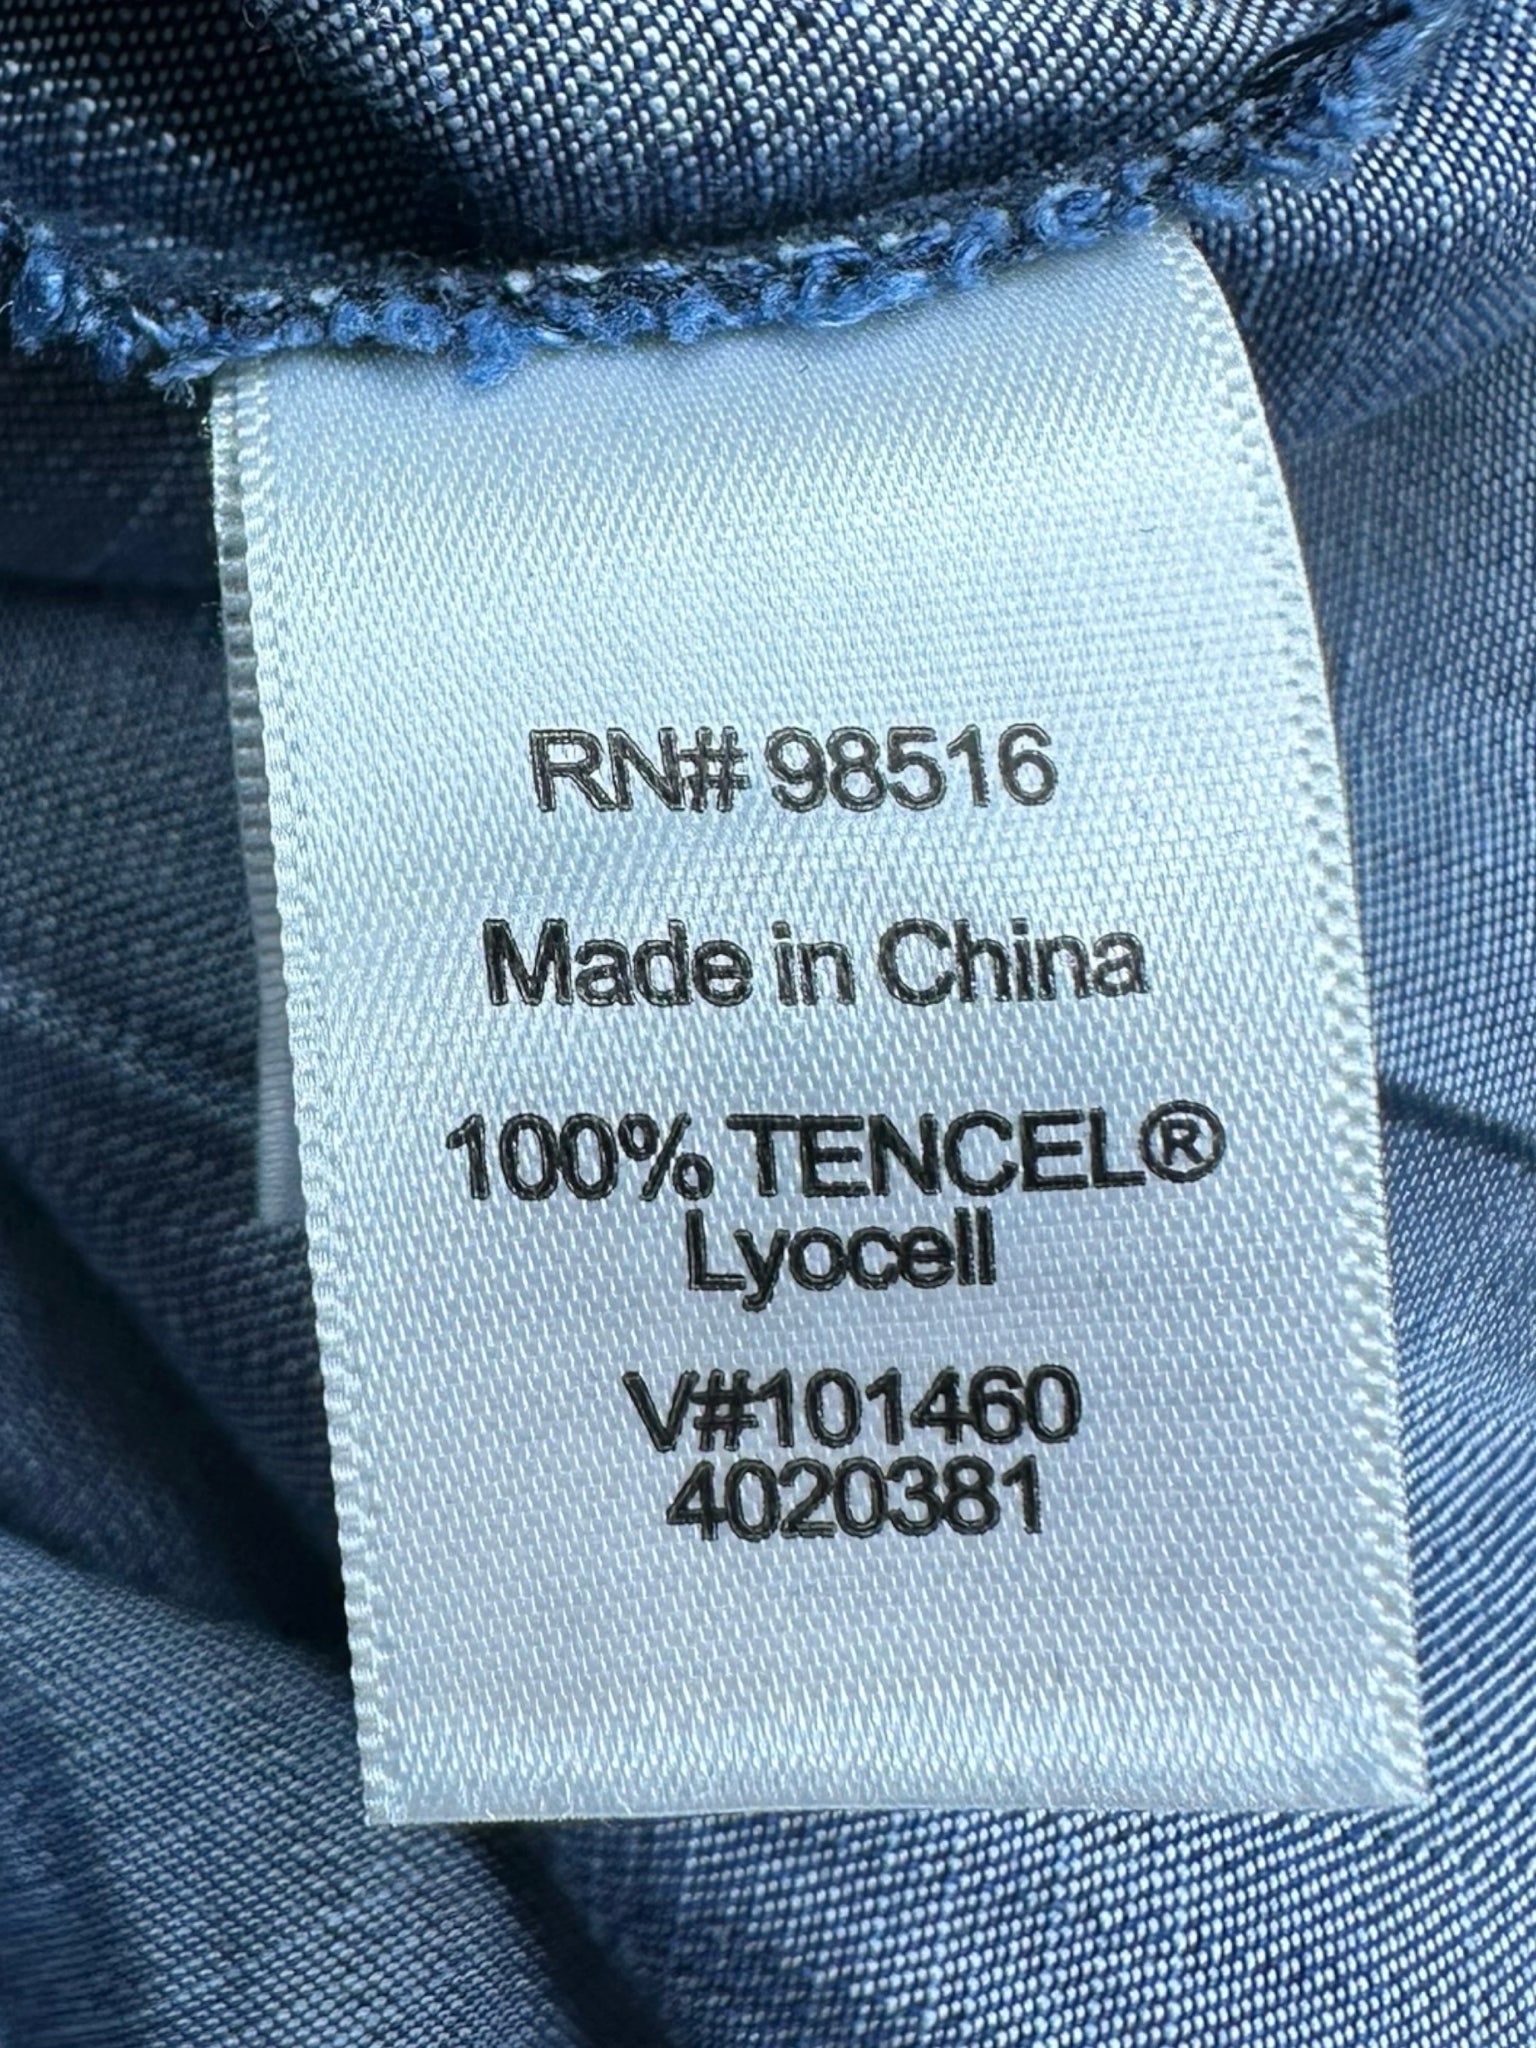 RN# 98516
Made in China
100% TENCEL®
Lyocell
V#101460
4020381